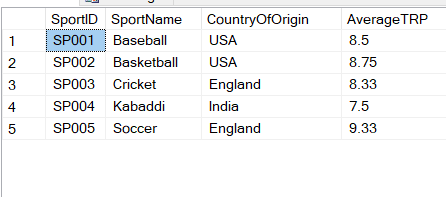 SportID SportName CountryOfOrigin AverageTRP
1 SP001 Baseball USA 8.5
2 SP002 Basketball USA 8.75
3 SP003 Cricket England 8.33
4 SP004 Kabaddi India 7.5
5 SP005 Soccer England 9.33